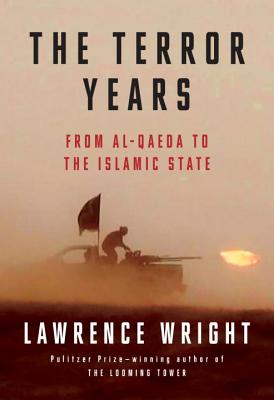 THE TERROR
YEARS
FROM AL-QAEDA TO
THE ISLAMIC STATE
LAWRENCE WRIGHT
Pulitzer Prize–winning author of
THE LOOMING TOWER